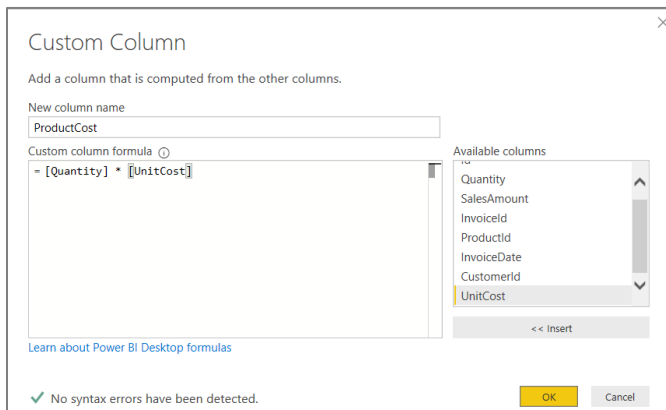 Custom Column
Add a column that is computed from the other columns.
New column name
ProductCost
Custom column formula
Available columns
= [Quantity] * [UnitCost]
Quantity
SalesAmount
InvoiceId
ProductId
InvoiceDate
CustomerId
UnitCost
<< Insert
Learn about Power BI Desktop formulas
No syntax errors have been detected.
OK
Cancel